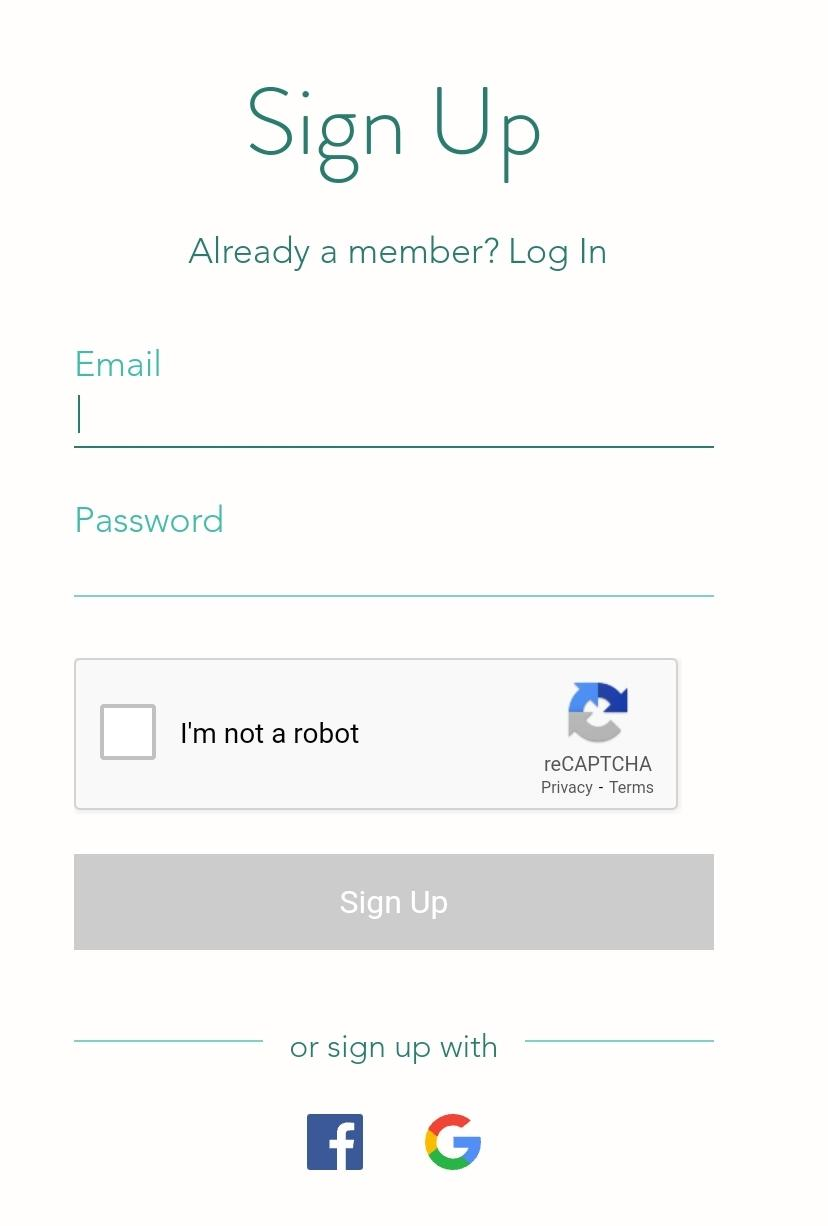 Sign Up
Already a member? Log In
Email
Password
I'm not a robot
reCAPTCHA
Privacy - Terms
Sign Up
or sign up with